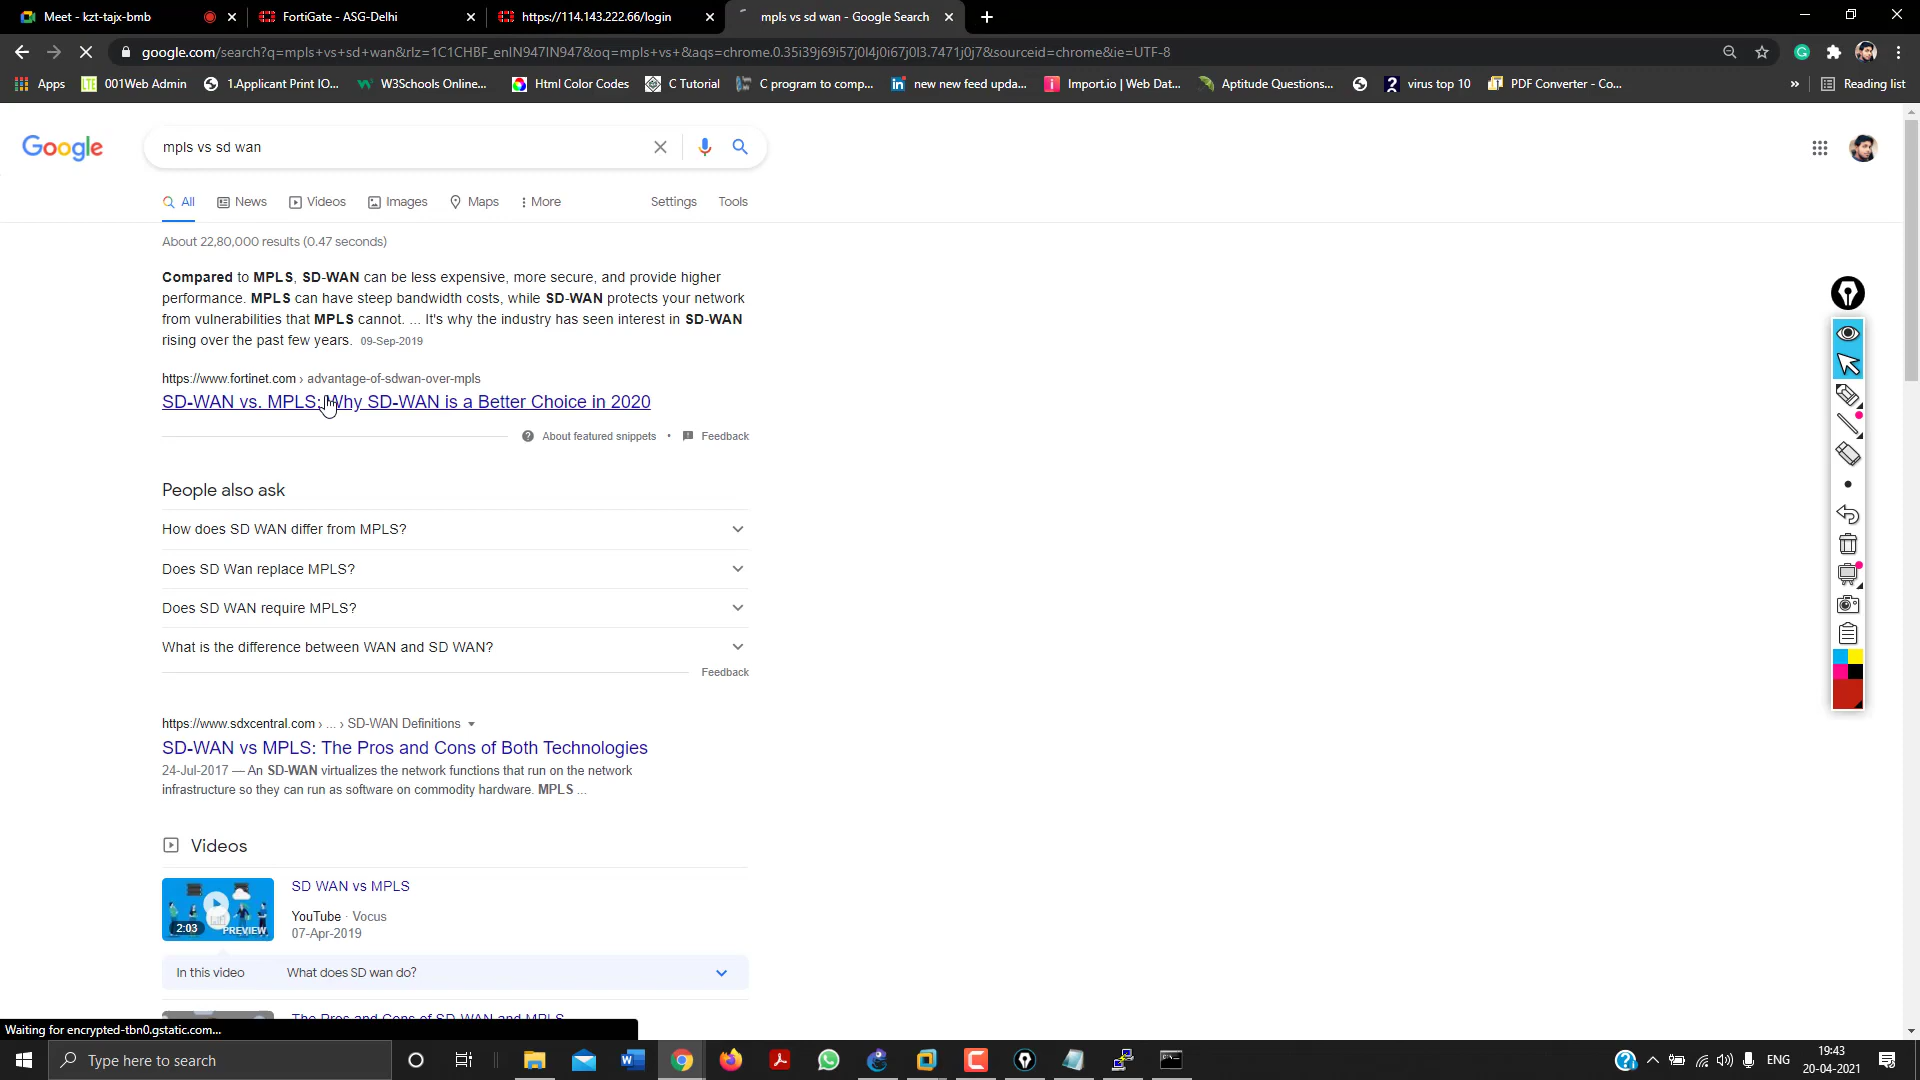 Meet - kzt-tajx-bmb
FortiGate - ASG-Delhi
https://114.143.222.66/login
mpls vs sd wan - Google Search
google.com/search?q=mpls+vs+sd+wan&rlz=1C1CHBF_enIN947IN947&oq=mpls+vs+&aqs=chrome.0.35i39j69i57j0l4j0i67j0l3.7471j0j7&sourceid=chrome&ie=UTF-8
Apps
001Web Admin
1.Applicant Print IO...
W3Schools Online...
Html Color Codes
C Tutorial
C program to comp...
new new feed upda...
Import.io | Web Dat...
Aptitude Questions...
virus top 10
PDF Converter - Co...
»
Reading list
Google
mpls vs sd wan
All
News
Videos
Images
Maps
More
Settings
Tools
About 22,80,000 results (0.47 seconds)
Compared to MPLS, SD-WAN can be less expensive, more secure, and provide higher
performance. MPLS can have steep bandwidth costs, while SD-WAN protects your network
from vulnerabilities that MPLS cannot. ... It's why the industry has seen interest in SD-WAN
rising over the past few years. 09-Sep-2019
https://www.fortinet.com › advantage-of-sdwan-over-mpls
SD-WAN vs. MPLS: Why SD-WAN is a Better Choice in 2020
About featured snippets • Feedback
People also ask
How does SD WAN differ from MPLS?
Does SD Wan replace MPLS?
Does SD WAN require MPLS?
What is the difference between WAN and SD WAN?
Feedback
https://www.sdxcentral.com › ... › SD-WAN Definitions
SD-WAN vs MPLS: The Pros and Cons of Both Technologies
24-Jul-2017 — An SD-WAN virtualizes the network functions that run on the network
infrastructure so they can run as software on commodity hardware. MPLS ...
Videos
2:03
PREVIEW
SD WAN vs MPLS
YouTube · Vocus
07-Apr-2019
In this video
What does SD wan do?
The Pros and Cons of SD-WAN and MPLS
Waiting for encrypted-tbn0.gstatic.com...
Type here to search
ENG
19:43
20-04-2021